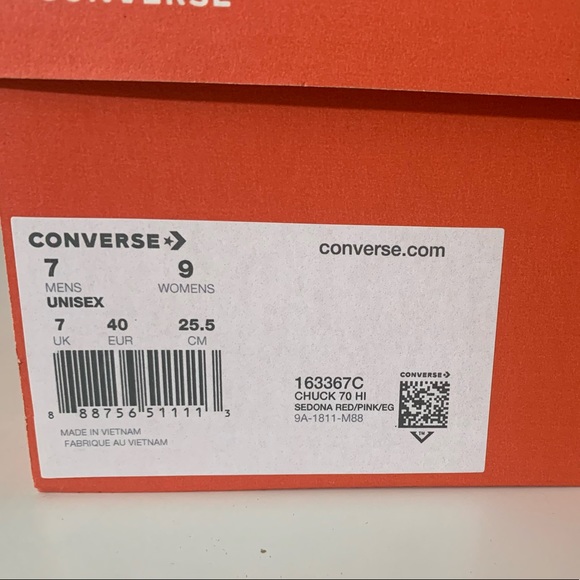 CONVERSE
CONVERSE
converse.com
7 9
MENS WOMENS
UNISEX
7 40 25.5
UK EUR CM
8 88756 51111 3
MADE IN VIETNAM
FABRIQUE AU VIETNAM
CONVERSE
163367C
CHUCK 70 HI
SEDONA RED/PINK/EG
9A-1811-M88